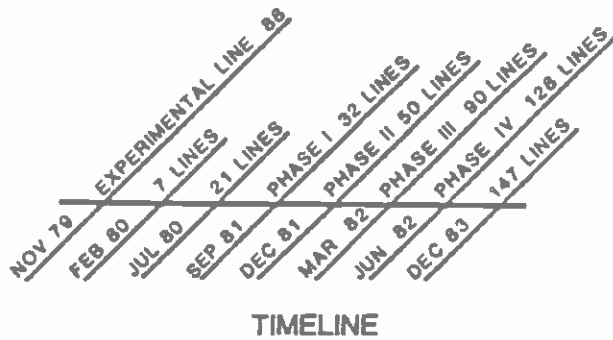 NOV 79 EXPERIMENTAL LINE 86
FEB 80 7 LINES
JUL 80 21 LINES
SEP 81 PHASE I 32 LINES
DEC 81 PHASE II 50 LINES
MAR 82 PHASE III 90 LINES
JUN 82 PHASE IV 128 LINES
DEC 83 147 LINES
TIMELINE